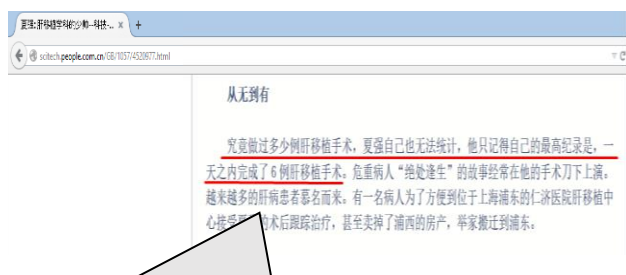 夏强:肝移植学科的少帅--科技-... × +
scitech.people.com.cn/GB/1057/4520977.html
从无到有
究竟做过多少例肝移植手术，夏强自己也无法统计，他只记得自己的最高纪录是，一
天之内完成了6例肝移植手术。危重病人“绝处逢生”的故事经常在他的手术刀下上演。
越来越多的肝病患者慕名而来。有一名病人为了方便到位于上海浦东的仁济医院肝移植中
心接受 的术后跟踪治疗，甚至卖掉了浦西的房产，举家搬迁到浦东。